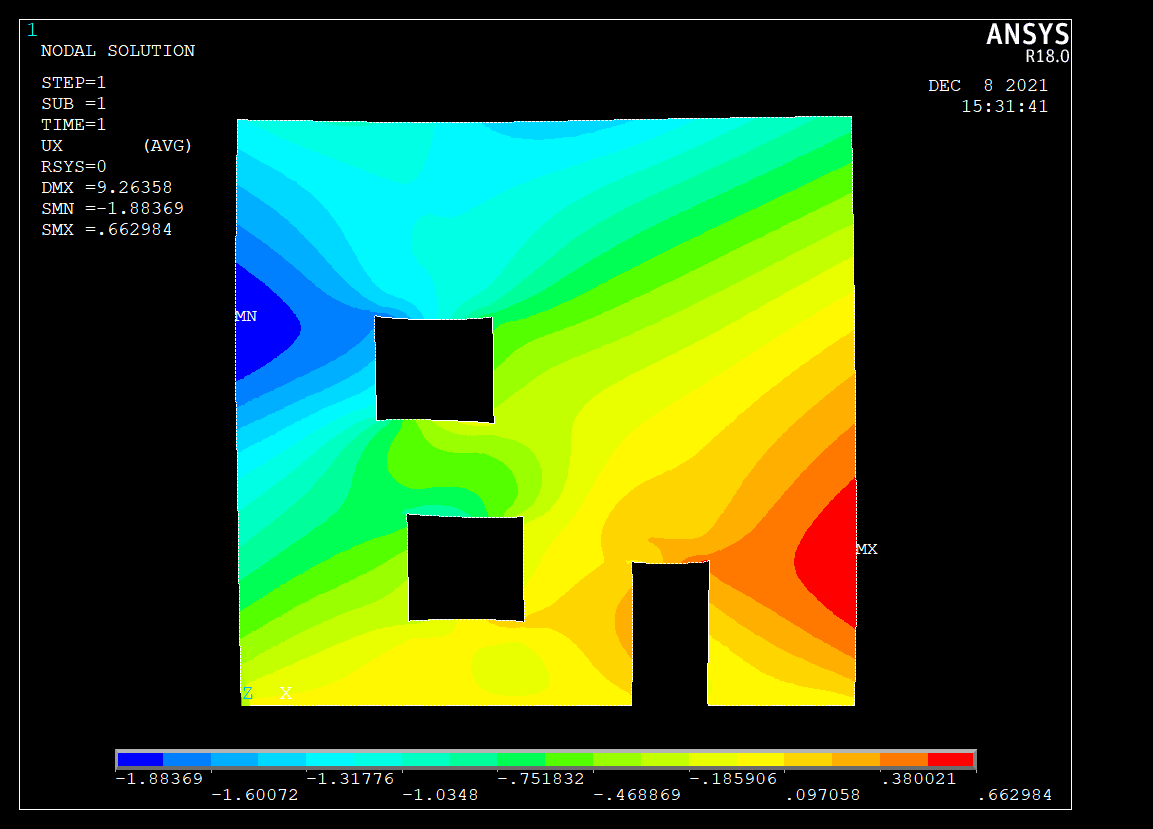 1
ANSYS
R18.0
NODAL SOLUTION
DEC  8 2021
15:31:41
STEP=1
SUB =1
TIME=1
UX       (AVG)
RSYS=0
DMX =9.26358
SMN =-1.88369
SMX =.662984
MN
MX
Z  X
-1.88369 -1.31776 -.751832 -.185906 .380021
-1.60072 -1.0348 -.468869 .097058 .662984